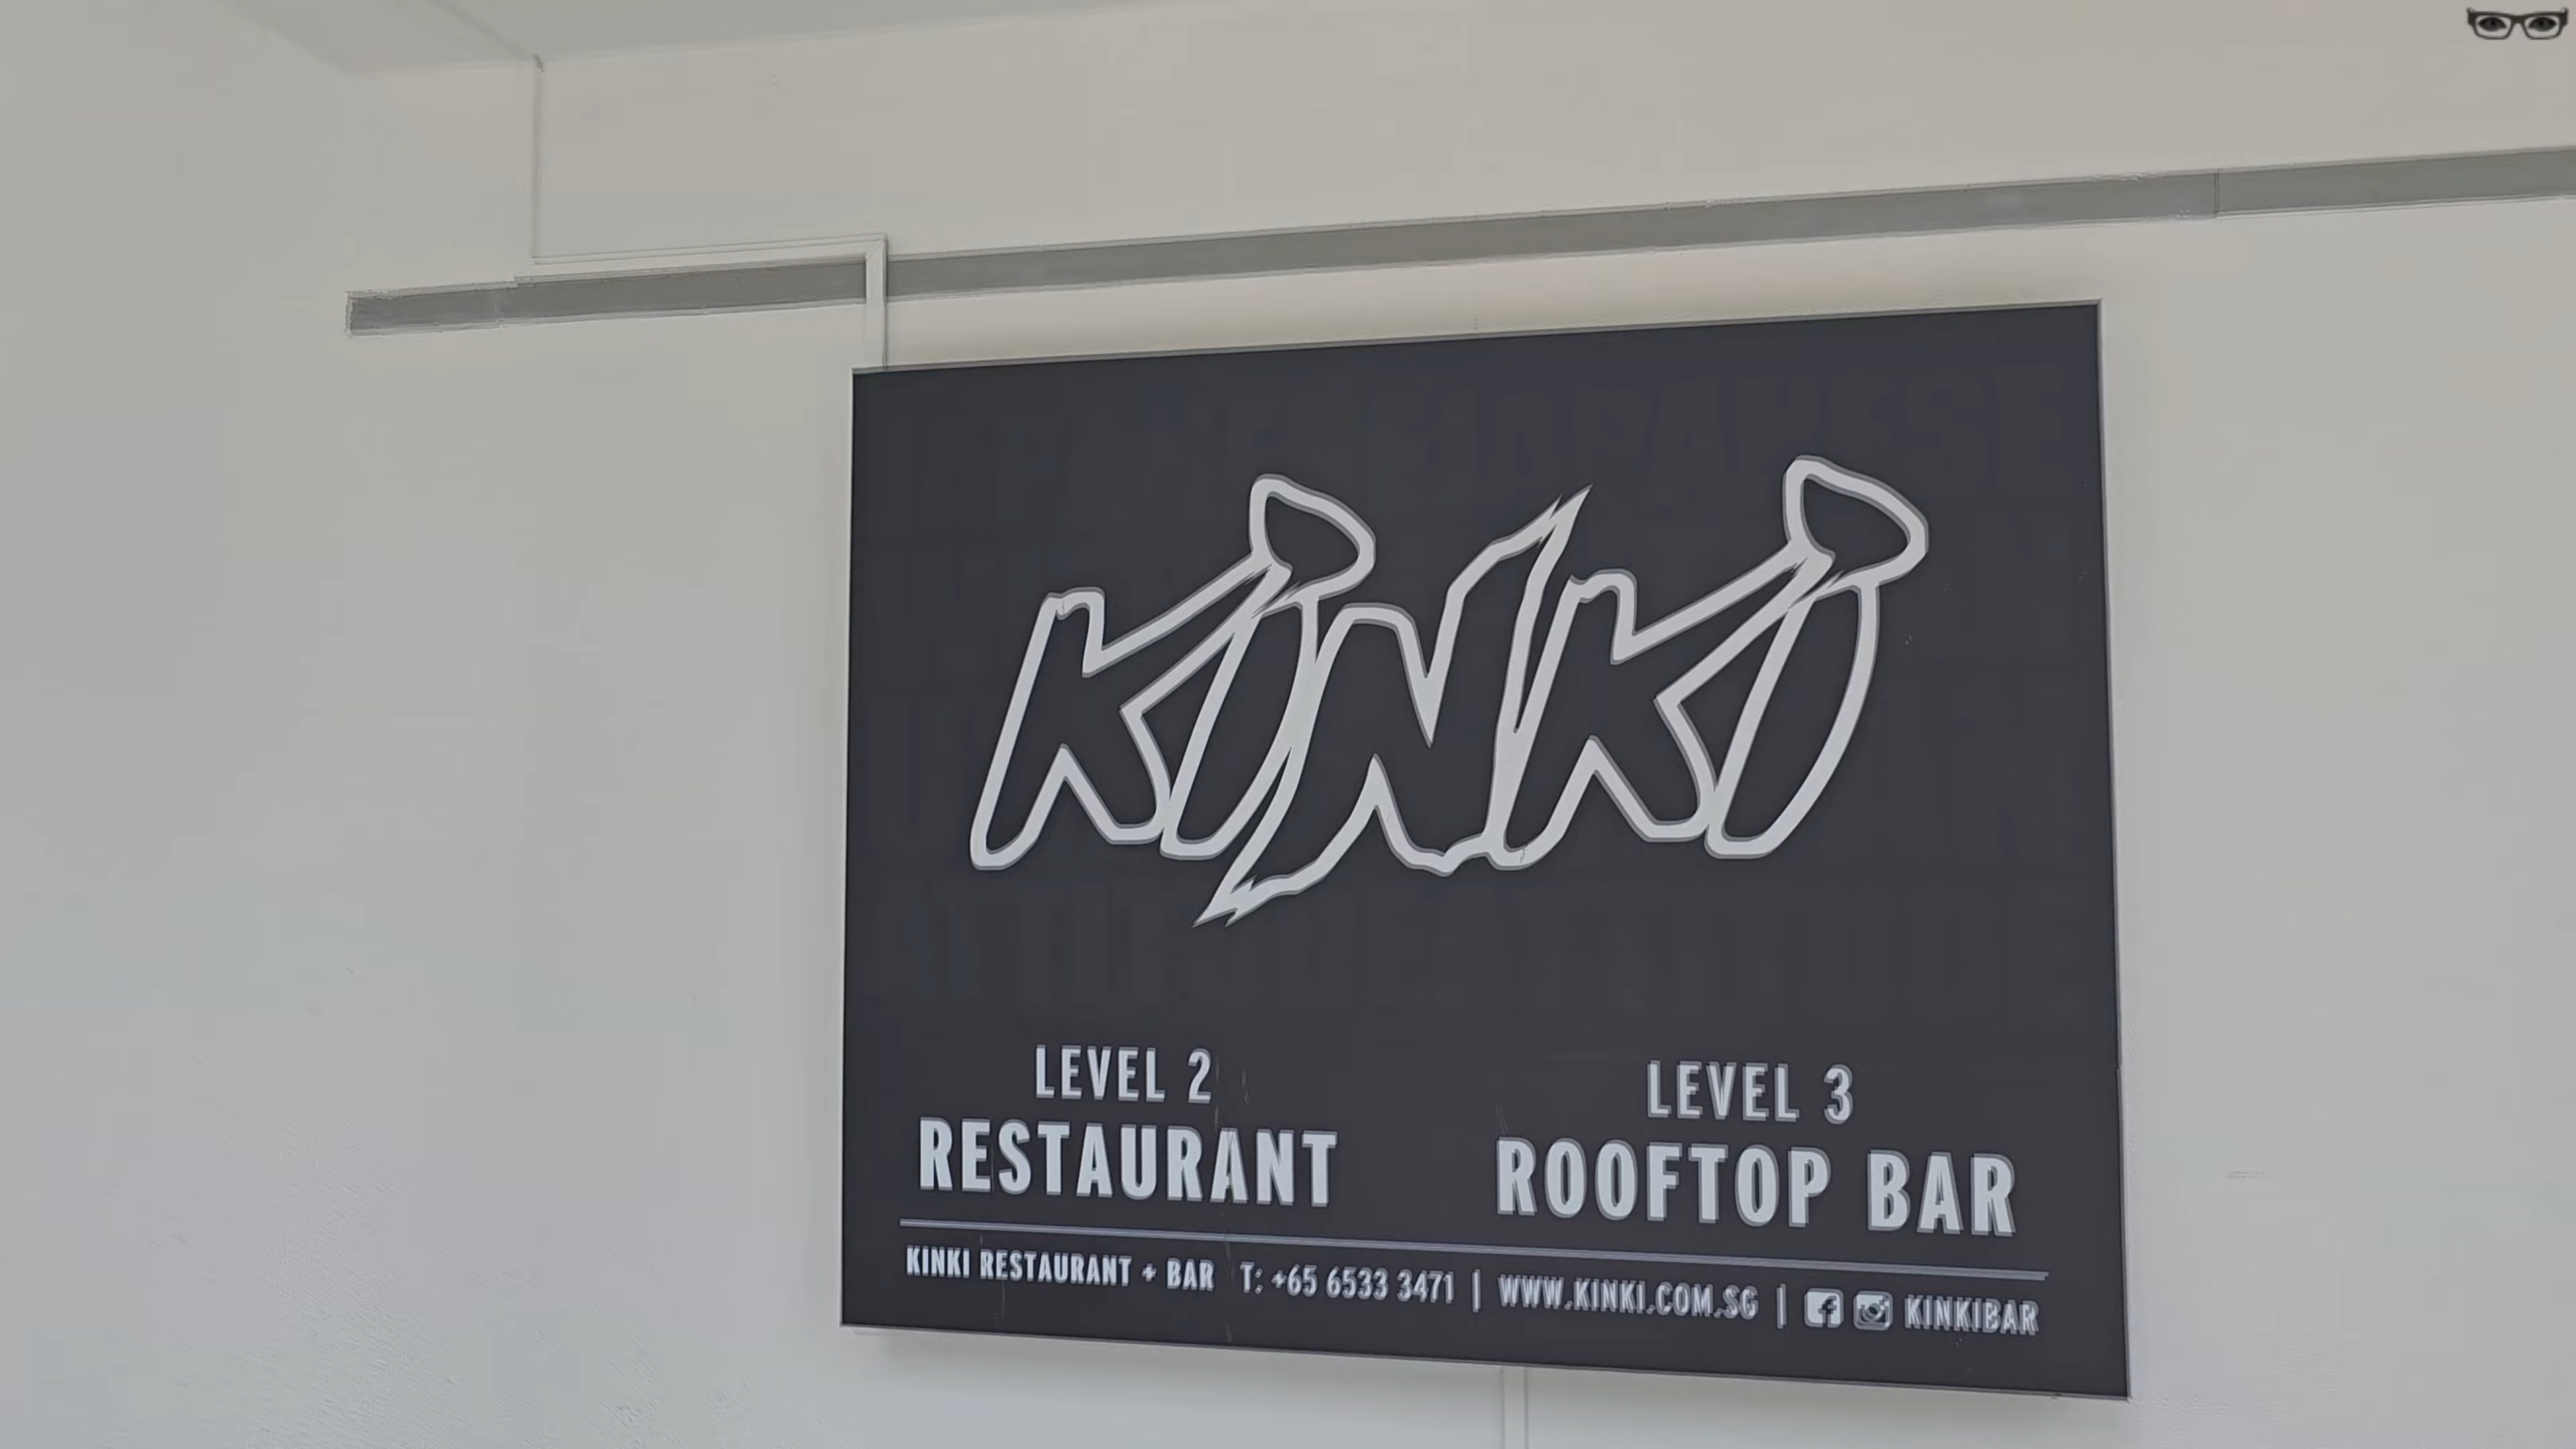 KINKI
LEVEL 2
RESTAURANT
LEVEL 3
ROOFTOP BAR
KINKI RESTAURANT + BAR T: +65 6533 3471 | WWW.KINKI.COM.SG | KINKIBAR